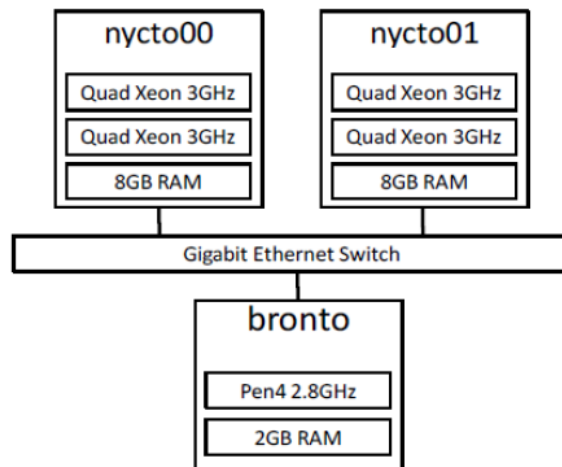 nycto00
Quad Xeon 3GHz
Quad Xeon 3GHz
8GB RAM
nycto01
Quad Xeon 3GHz
Quad Xeon 3GHz
8GB RAM
Gigabit Ethernet Switch
bronto
Pen4 2.8GHz
2GB RAM